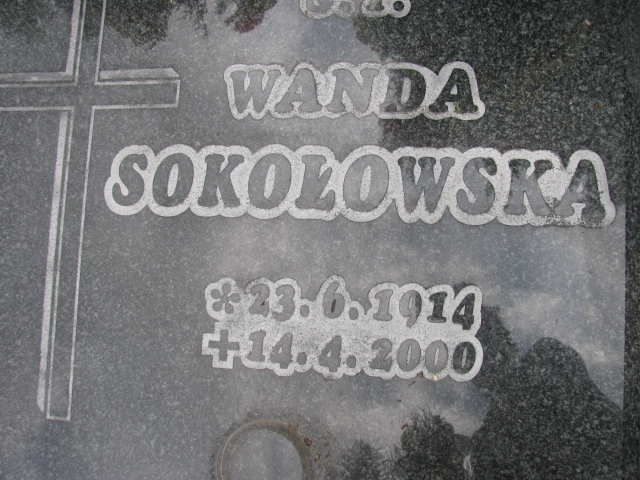 WANDA
SOKOŁOWSKA
* 23.6.1914
+ 14.4.2000